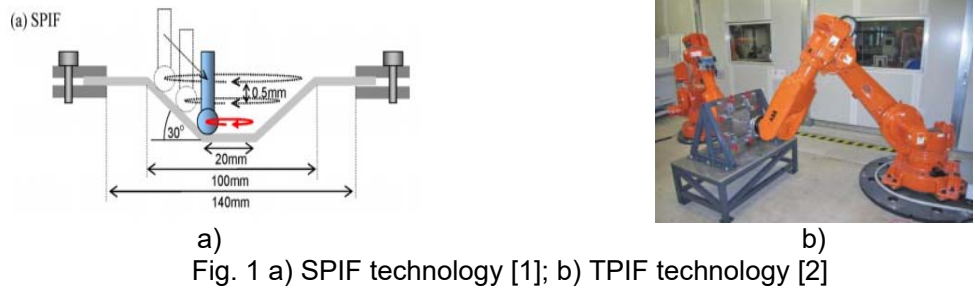 (a) SPIF
0.5mm
30°
20mm
100mm
140mm
a)
b)
Fig. 1 a) SPIF technology [1]; b) TPIF technology [2]